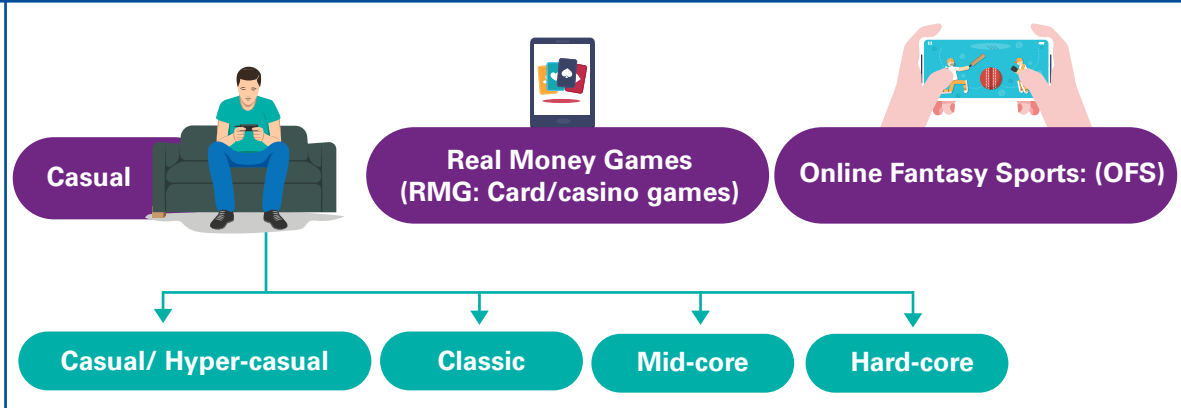 Casual
Real Money Games
(RMG: Card/casino games)
Online Fantasy Sports: (OFS)
Casual/ Hyper-casual
Classic
Mid-core
Hard-core